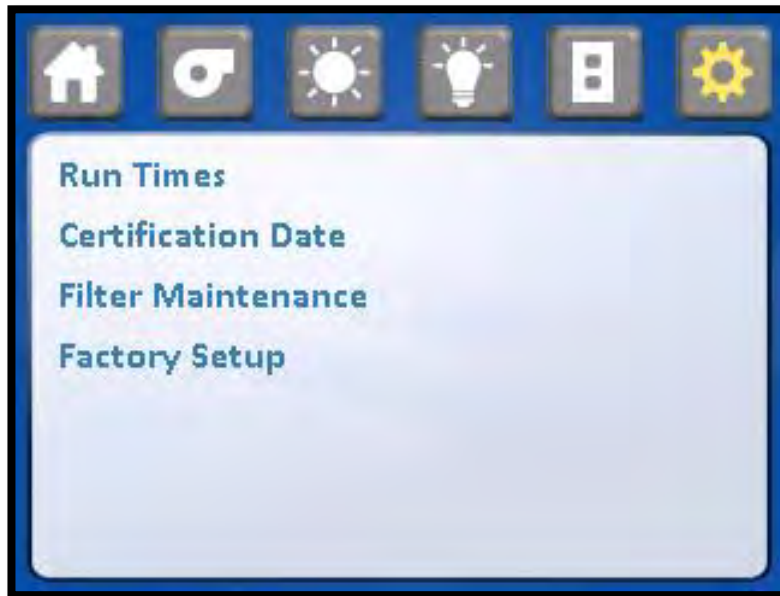 Run Times
Certification Date
Filter Maintenance
Factory Setup